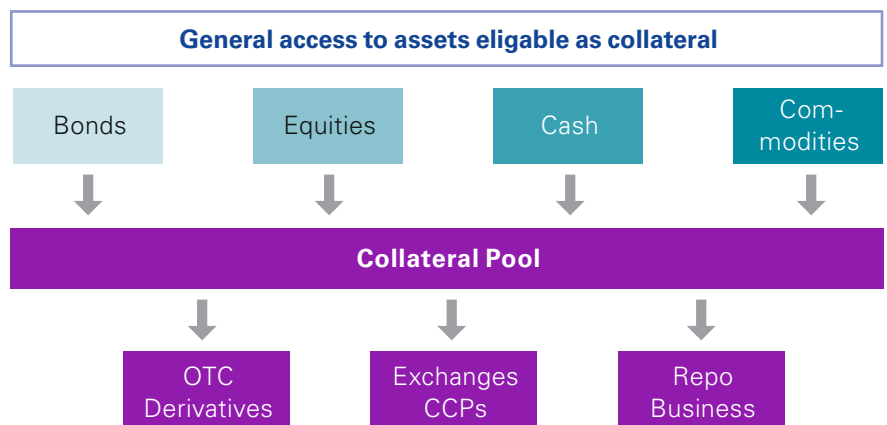 General access to assets eligable as collateral
Bonds
Equities
Cash
Com-
modities
Collateral Pool
OTC
Derivatives
Exchanges
CCPs
Repo
Business